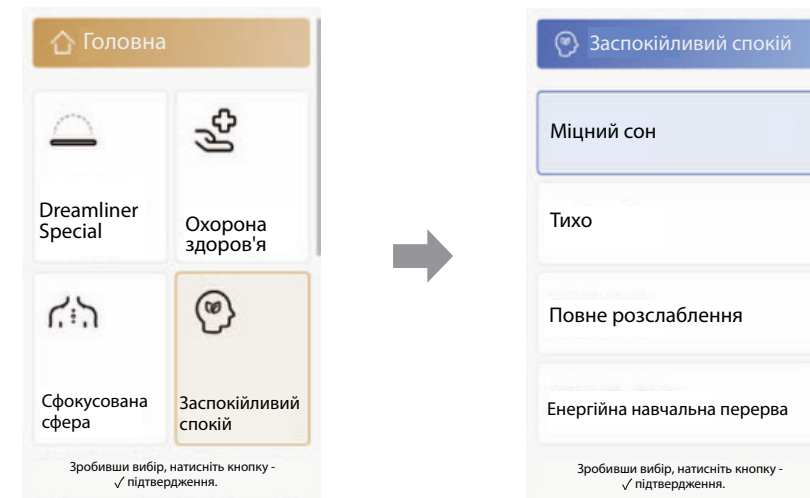 Головна
Dreamliner
Special
Охорона
здоров'я
Сфокусована
сфера
Заспокійливий
спокій
Зробивши вибір, натисніть кнопку -
✓ підтвердження.
Заспокійливий спокій
Міцний сон
Тихо
Повне розслаблення
Енергійна навчальна перерва
Зробивши вибір, натисніть кнопку -
✓ підтвердження.